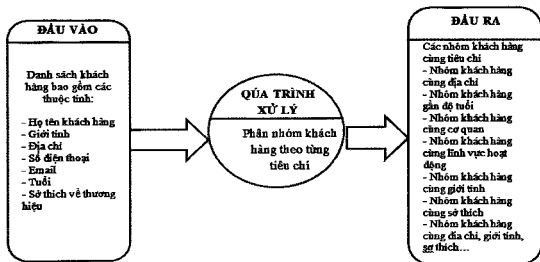 ĐẦU VÀO
Danh sách khách
hàng bao gồm các
thuộc tính:
- Họ tên khách hàng
- Giới tính
- Địa chỉ
- Số điện thoại
- Email
- Tuổi
- Sở thích về thương
hiệu
QÚA TRÌNH
XỬ LÝ
Phân nhóm khách
hàng theo từng
tiêu chí
ĐẦU RA
Các nhóm khách hàng
cùng tiêu chí
- Nhóm khách hàng
cùng địa chỉ
- Nhóm khách hàng
gần độ tuổi
- Nhóm khách hàng
cùng cơ quan
- Nhóm khách hàng
cùng lĩnh vực hoạt
động
- Nhóm khách hàng
cùng giới tính
- Nhóm khách hàng
cùng sở thích
- Nhóm khách hàng
cùng địa chỉ, giới tính,
sở thích...